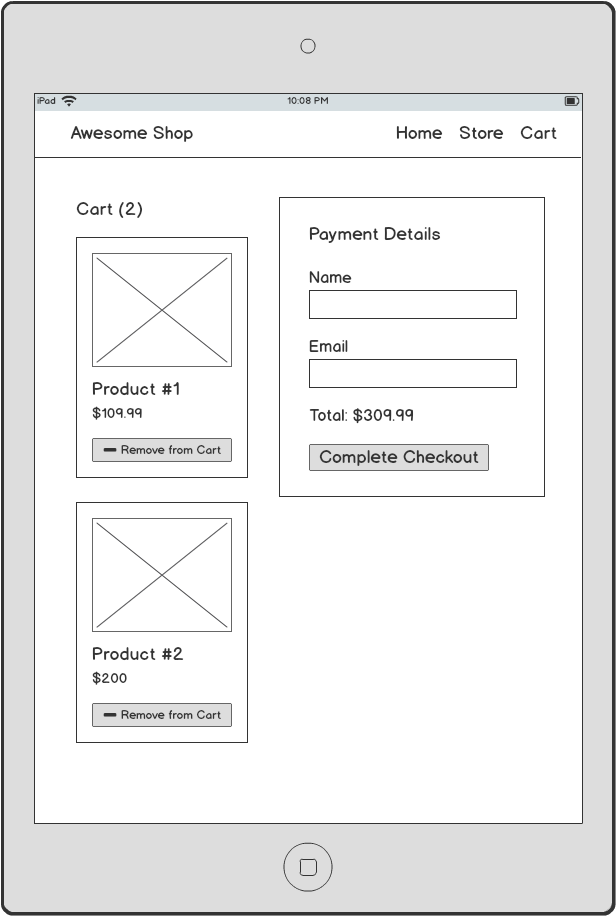 iPad 10:08 PM
Awesome Shop Home Store Cart
Cart (2)
Product #1
$109.99
Remove from Cart
Product #2
$200
Remove from Cart
Payment Details
Name
Email
Total: $309.99
Complete Checkout